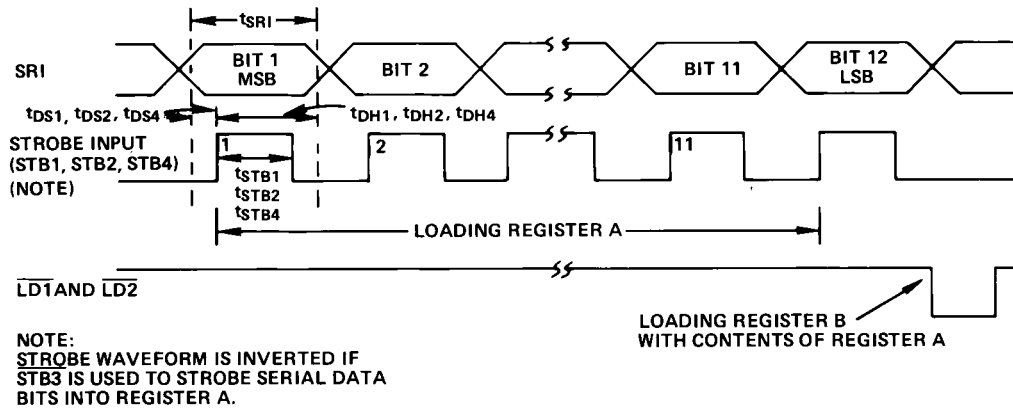 tSRI
SRI
BIT 1
MSB
BIT 2
BIT 11
BIT 12
LSB
tDS1, tDS2, tDS4
tDH1, tDH2, tDH4
STROBE INPUT
(STB1, STB2, STB4)
(NOTE)
1
2
11
tSTB1
tSTB2
tSTB4
LOADING REGISTER A
LD1 AND LD2
LOADING REGISTER B
WITH CONTENTS OF REGISTER A
NOTE:
STROBE WAVEFORM IS INVERTED IF
STB3 IS USED TO STROBE SERIAL DATA
BITS INTO REGISTER A.